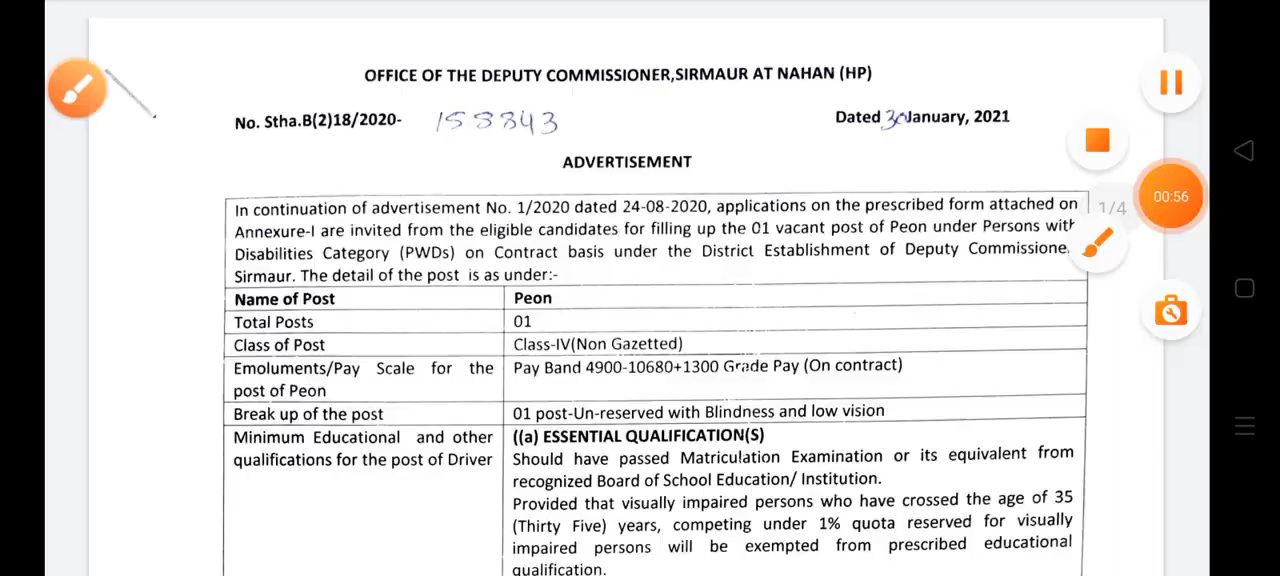 OFFICE OF THE DEPUTY COMMISSIONER,SIRMAUR AT NAHAN (HP)
No. Stha.B(2)18/2020- 158843 Dated 30 January, 2021
ADVERTISEMENT
In continuation of advertisement No. 1/2020 dated 24-08-2020, applications on the prescribed form attached on
Annexure-I are invited from the eligible candidates for filling up the 01 vacant post of Peon under Persons with
Disabilities Category (PWDs) on Contract basis under the District Establishment of Deputy Commissione
Sirmaur. The detail of the post is as under:-
Name of Post Peon
Total Posts 01
Class of Post Class-IV(Non Gazetted)
Emoluments/Pay Scale for the Pay Band 4900-10680+1300 Grade Pay (On contract)
post of Peon
Break up of the post 01 post-Un-reserved with Blindness and low vision
Minimum Educational and other ((a) ESSENTIAL QUALIFICATION(S)
qualifications for the post of Driver Should have passed Matriculation Examination or its equivalent from
recognized Board of School Education/ Institution.
Provided that visually impaired persons who have crossed the age of 35
(Thirty Five) years, competing under 1% quota reserved for visually
impaired persons will be exempted from prescribed educational
qualification.
1/4
00:56